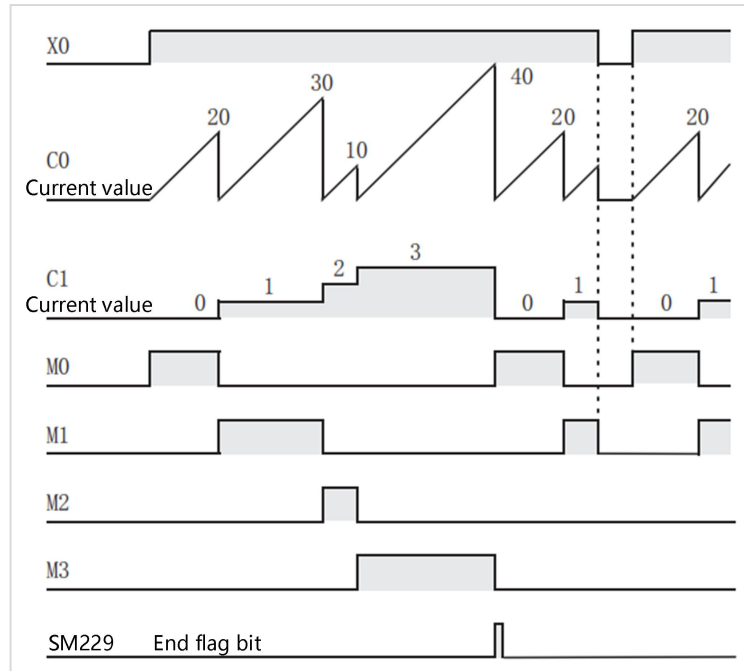 X0
30
40
20
20
20
10
C0
Current value
3
C1
2
1
1
1
Current value
0
0
0
M0
M1
M2
M3
SM229 End flag bit